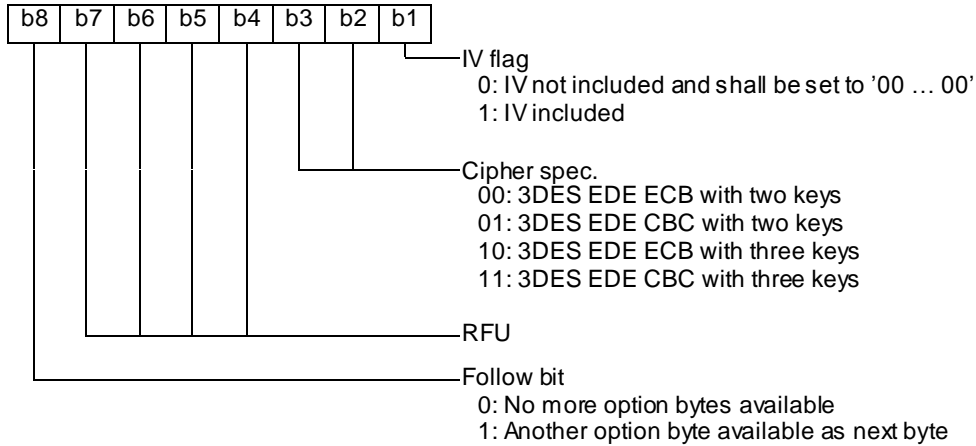 b8 b7 b6 b5 b4 b3 b2 b1
IV flag
0: IV not included and shall be set to '00 … 00’
1: IV included
Cipher spec.
00: 3DES EDE ECB with two keys
01: 3DES EDE CBC with two keys
10: 3DES EDE ECB with three keys
11: 3DES EDE CBC with three keys
RFU
Follow bit
0: No more option bytes available
1: Another option byte available as next byte